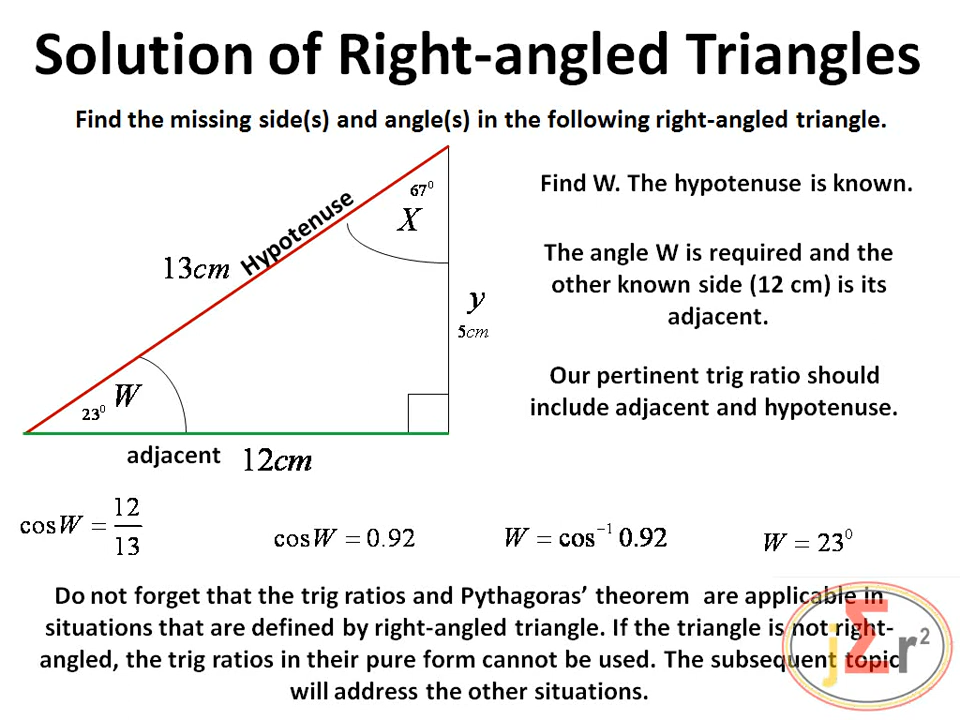 Solution of Right-angled Triangles
Find the missing side(s) and angle(s) in the following right-angled triangle.
67⁰
X
Hypotenuse
13cm
y
5cm
23⁰ W
adjacent 12cm
Find W. The hypotenuse is known.
The angle W is required and the
other known side (12 cm) is its
adjacent.
Our pertinent trig ratio should
include adjacent and hypotenuse.
cosW = 12/13
cosW = 0.92
W = cos⁻¹ 0.92
W = 23⁰
Do not forget that the trig ratios and Pythagoras’ theorem are applicable in
situations that are defined by right-angled triangle. If the triangle is not right-
angled, the trig ratios in their pure form cannot be used. The subsequent topic
will address the other situations.
jΣr²